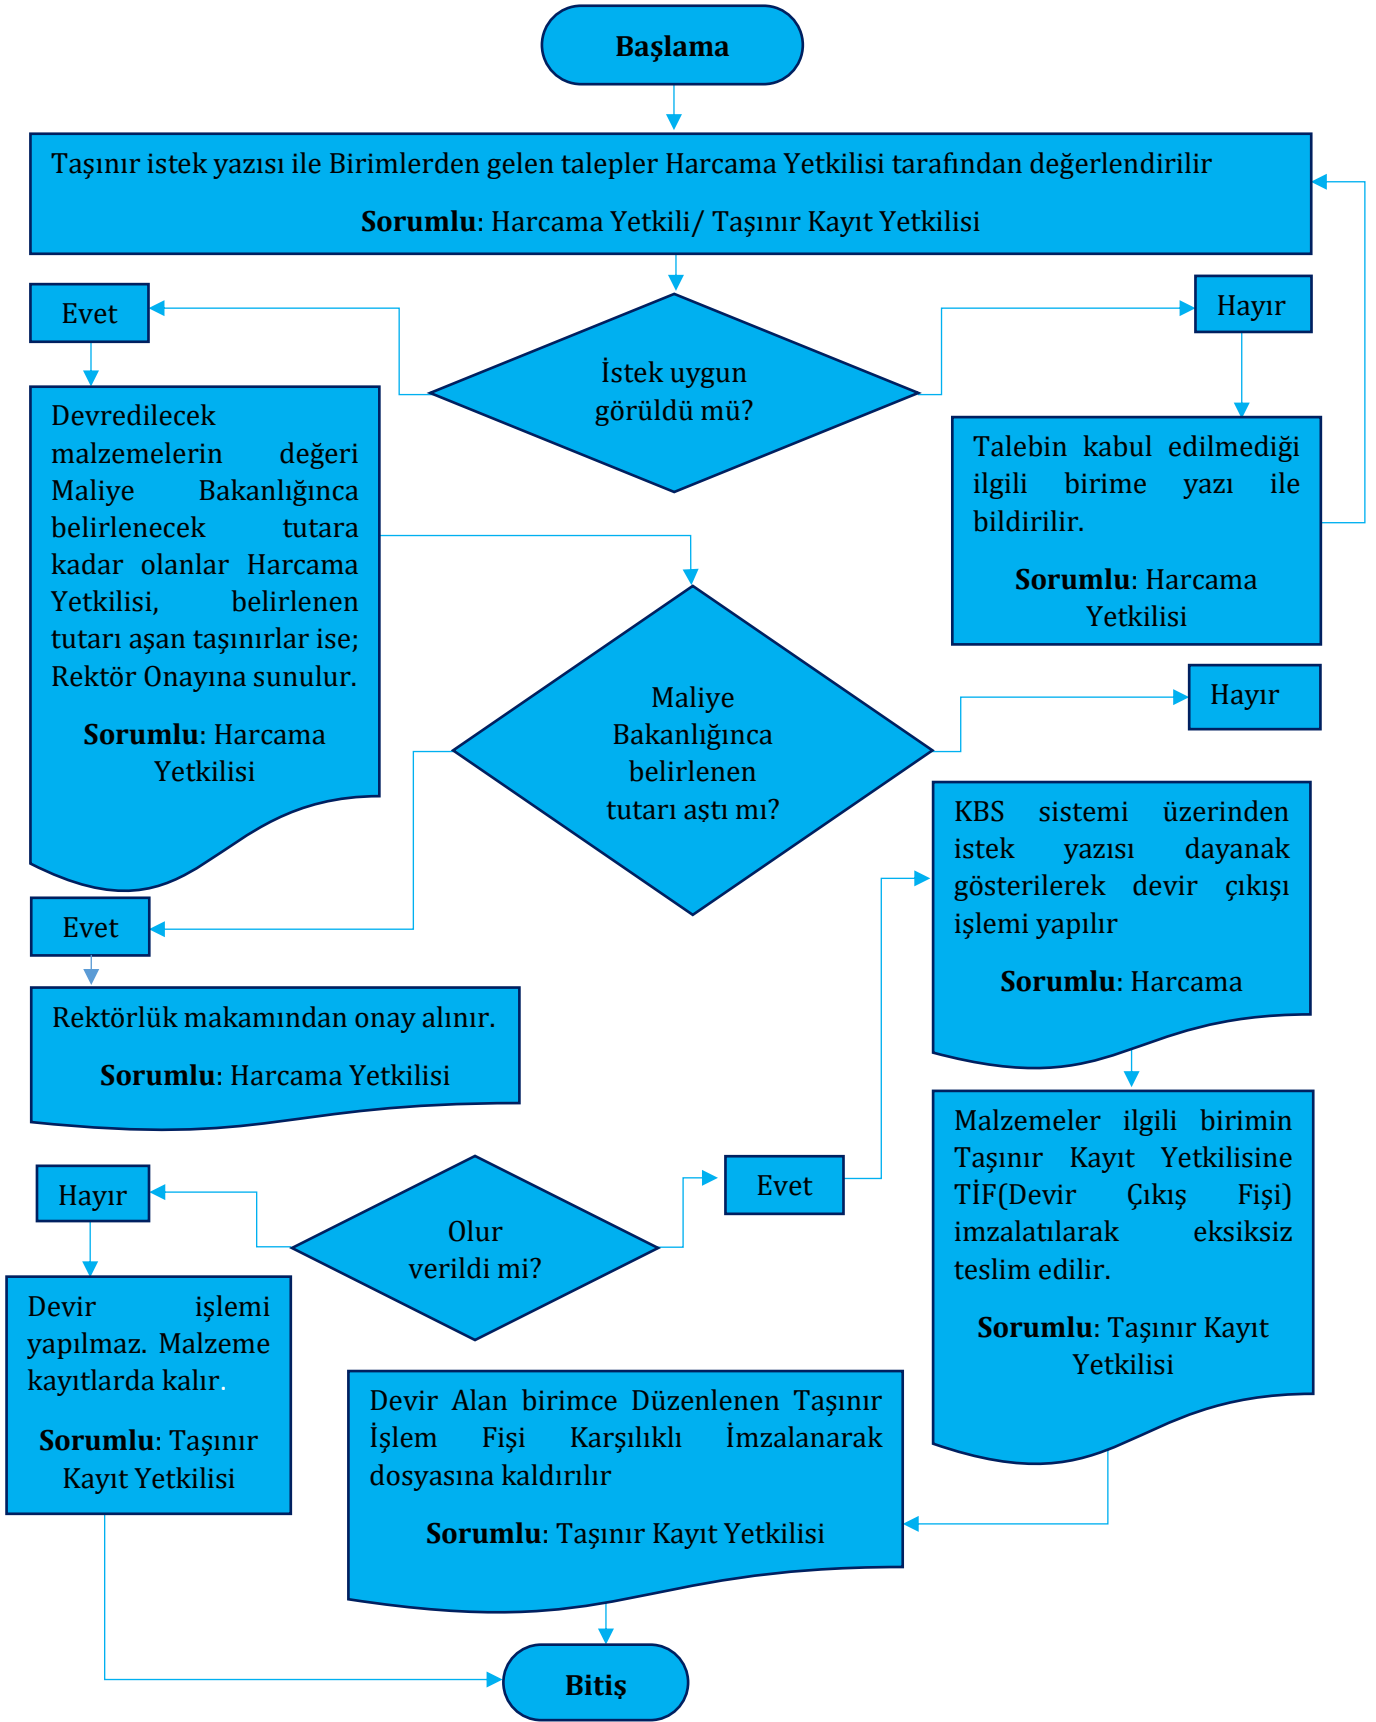 Başlama
Taşınır istek yazısı ile Birimlerden gelen talepler Harcama Yetkilisi tarafından değerlendirilir
Sorumlu: Harcama Yetkili/ Taşınır Kayıt Yetkilisi
Evet
Hayır
İstek uygun
görüldü mü?
Devredilecek
malzemelerin değeri
Maliye Bakanlığınca
belirlenecek tutara
kadar olanlar Harcama
Yetkilisi, belirlenen
tutarı aşan taşınırlar ise;
Rektör Onayına sunulur.
Sorumlu: Harcama
Yetkilisi
Talebin kabul edilmediği
ilgili birime yazı ile
bildirilir.
Sorumlu: Harcama
Yetkilisi
Maliye
Bakanlığınca
belirlenen
tutarı aştı mı?
Hayır
Evet
KBS sistemi üzerinden
istek yazısı dayanak
gösterilerek devir çıkışı
işlemi yapılır
Sorumlu: Harcama
Rektörlük makamından onay alınır.
Sorumlu: Harcama Yetkilisi
Malzemeler ilgili birimin
Taşınır Kayıt Yetkilisine
TİF(Devir Çıkış Fişi)
imzalatılarak eksiksiz
teslim edilir.
Sorumlu: Taşınır Kayıt
Yetkilisi
Hayır
Olur
verildi mi?
Evet
Devir işlemi
yapılmaz. Malzeme
kayıtlarda kalır.
Sorumlu: Taşınır
Kayıt Yetkilisi
Devir Alan birimce Düzenlenen Taşınır
İşlem Fişi Karşılıklı İmzalanarak
dosyasına kaldırılır
Sorumlu: Taşınır Kayıt Yetkilisi
Bitiş